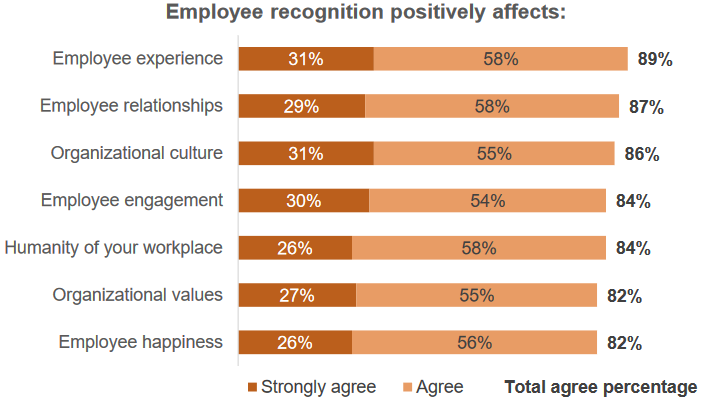 Employee recognition positively affects:
Employee experience 31% 58% 89%
Employee relationships 29% 58% 87%
Organizational culture 31% 55% 86%
Employee engagement 30% 54% 84%
Humanity of your workplace 26% 58% 84%
Organizational values 27% 55% 82%
Employee happiness 26% 56% 82%
Strongly agree Agree Total agree percentage